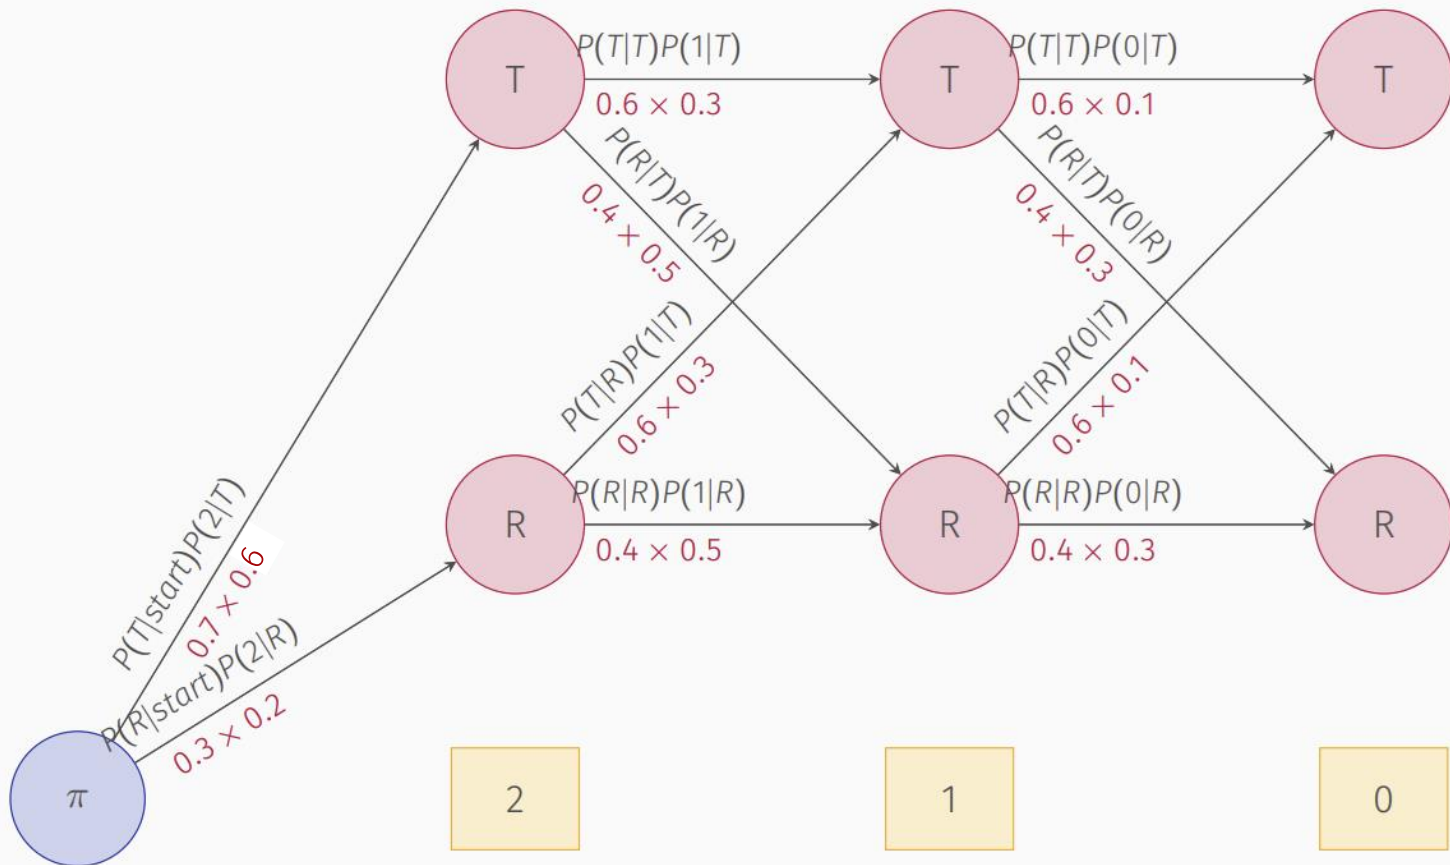 T
P(T|T)P(1|T)
0.6 × 0.3
T
P(T|T)P(0|T)
0.6 × 0.1
T
P(R|T)P(1|R)
0.4 × 0.5
P(R|T)P(0|R)
0.4 × 0.3
P(T|R)P(1|T)
0.6 × 0.3
P(T|R)P(0|T)
0.6 × 0.1
R
P(R|R)P(1|R)
0.4 × 0.5
R
P(R|R)P(0|R)
0.4 × 0.3
R
P(T|start)P(2|T)
0.7 × 0.6
P(R|start)P(2|R)
0.3 × 0.2
π
2
1
0